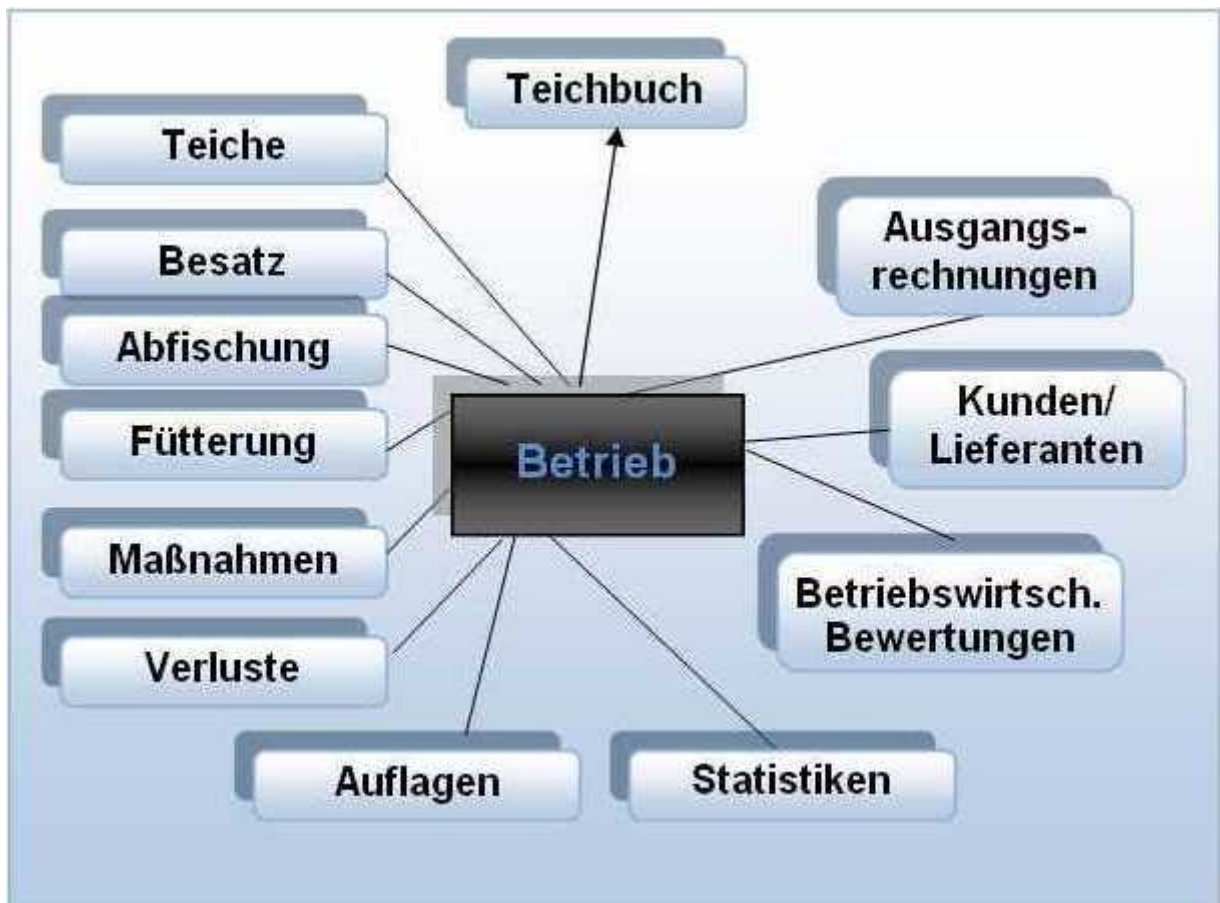 Teichbuch
Teiche
Besatz
Abfischung
Fütterung
Maßnahmen
Verluste
Auflagen
Statistiken
Betrieb
Ausgangs-
rechnungen
Kunden/
Lieferanten
Betriebswirtsch.
Bewertungen